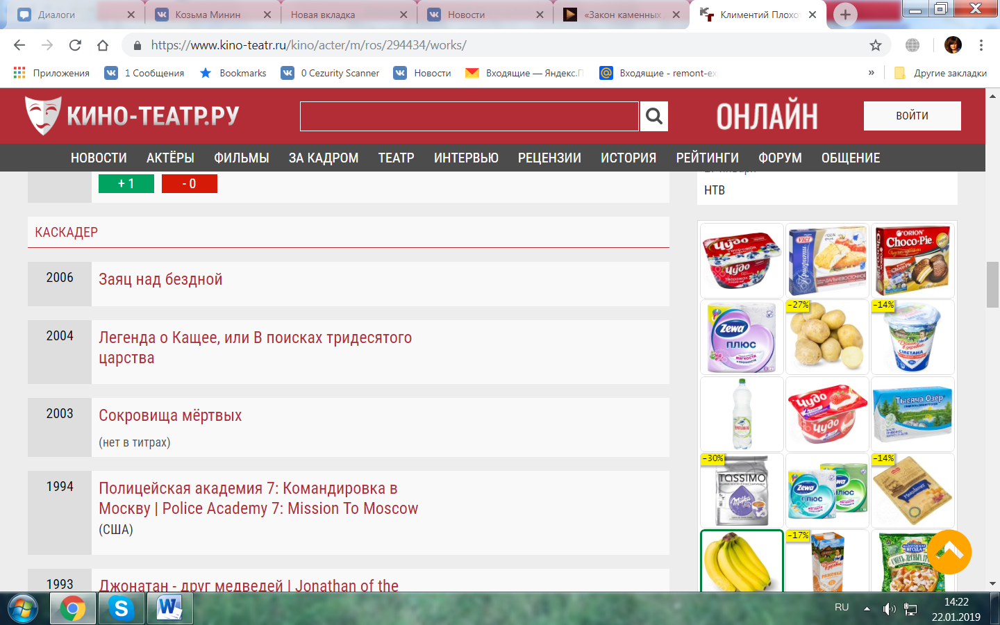 Диалоги
Козьма Минин
Новая вкладка
Новости
«Закон каменных
Климентий Плохот
https://www.kino-teatr.ru/kino/acter/m/ros/294434/works/
Приложения
1 Сообщения
Bookmarks
0 Cezurity Scanner
Новости
Входящие — Яндекс.П
Входящие - remont-ex
»
Другие закладки
КИНО-ТЕАТР.РУ
ОНЛАЙН
ВОЙТИ
НОВОСТИ АКТЁРЫ ФИЛЬМЫ ЗА КАДРОМ ТЕАТР ИНТЕРВЬЮ РЕЦЕНЗИИ ИСТОРИЯ РЕЙТИНГИ ФОРУМ ОБЩЕНИЕ
+ 1 - 0
КАСКАДЕР
2006
Заяц над бездной
2004
Легенда о Кащее, или В поисках тридесятого
царства
2003
Сокровища мёртвых
(нет в титрах)
1994
Полицейская академия 7: Командировка в
Москву | Police Academy 7: Mission To Moscow
(США)
1993
Джонатан - друг медведей | Jonathan of the
НТВ
Чудо
творожок
Чудо
VICI
ORION
Choco-Pie
Zewa
плюс
-27%
-14%
СМЕТАНА
Чудо
Чудо
Тысяча Озёр
-30%
TASSIMO
Milka
Zewa
плюс
Zewa
плюс
-14%
-17%
RU
14:22
22.01.2019